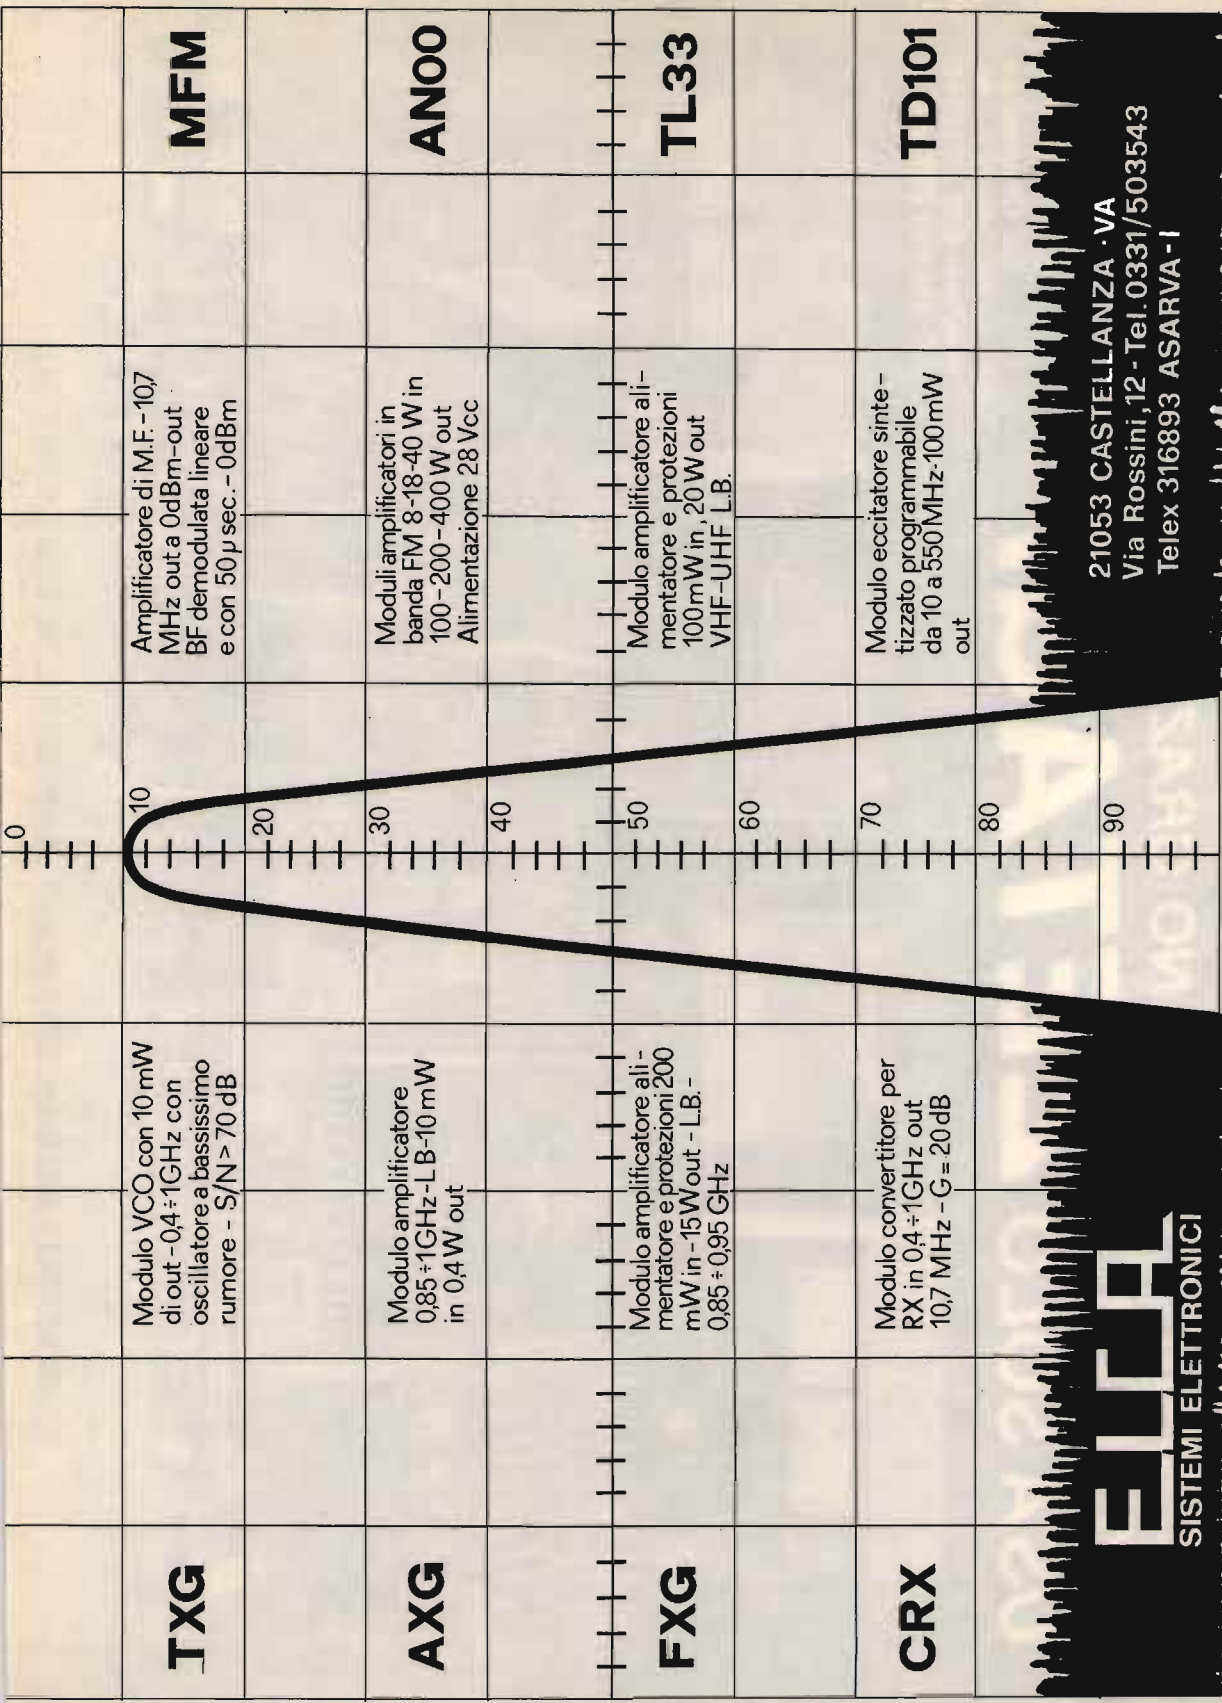 0
10
20
30
40
50
60
70
80
90
TXG
Modulo VCO con 10 mW
di out - 0,4÷1GHz con
oscillatore a bassissimo
rumore - S/N > 70 dB
MFM
Amplificatore di M.F. - 10,7
MHz out a 0dBm-out
BF demodulata lineare
e con 50 µ sec. - 0dBm
AXG
Modulo amplificatore
0,85÷1GHz-LB-10 mW
in 0,4 W out
AN00
Moduli amplificatori in
banda FM 8-18-40 W in
100-200-400 W out
Alimentazione 28 Vcc
FXG
Modulo amplificatore ali-
mentatore e protezioni 200
mW in - 15 W out - L.B. -
0,85÷0,95 GHz
TL33
Modulo amplificatore ali-
mentatore e protezioni
100 mW in, 20 W out
VHF-UHF L.B.
CRX
Modulo convertitore per
RX in 0,4÷1GHz out
10,7 MHz - G = 20 dB
TD101
Modulo eccitatore sinte-
tizzato programmabile
da 10 a 550 MHz-100 mW
out
SISTEMI ELETTRONICI
21053 CASTELLANZA · VA
Via Rossini, 12 - Tel. 0331/503543
Telex 316893 ASARVA - I